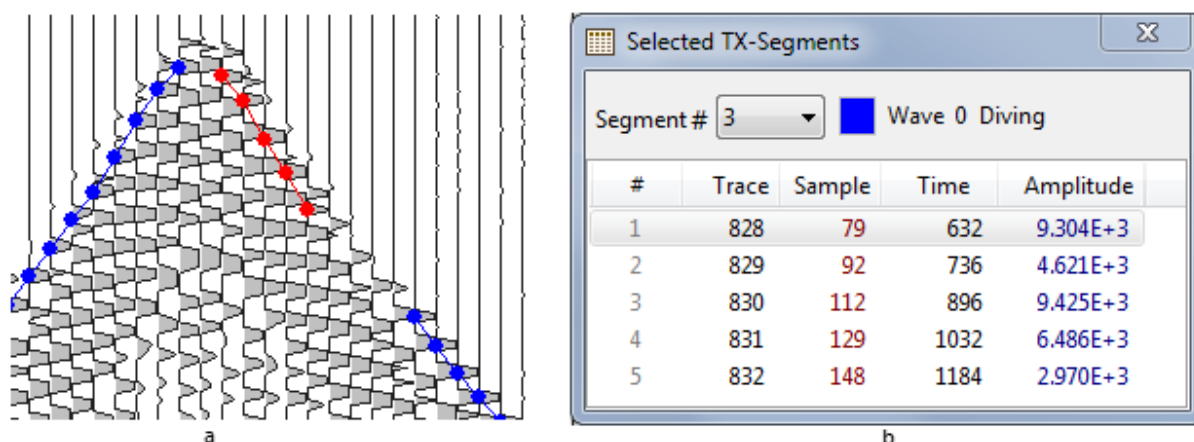 Selected TX-Segments
Segment # 3 Wave 0 Diving
# Trace Sample Time Amplitude
1 828 79 632 9.304E+3
2 829 92 736 4.621E+3
3 830 112 896 9.425E+3
4 831 129 1032 6.486E+3
5 832 148 1184 2.970E+3
a b